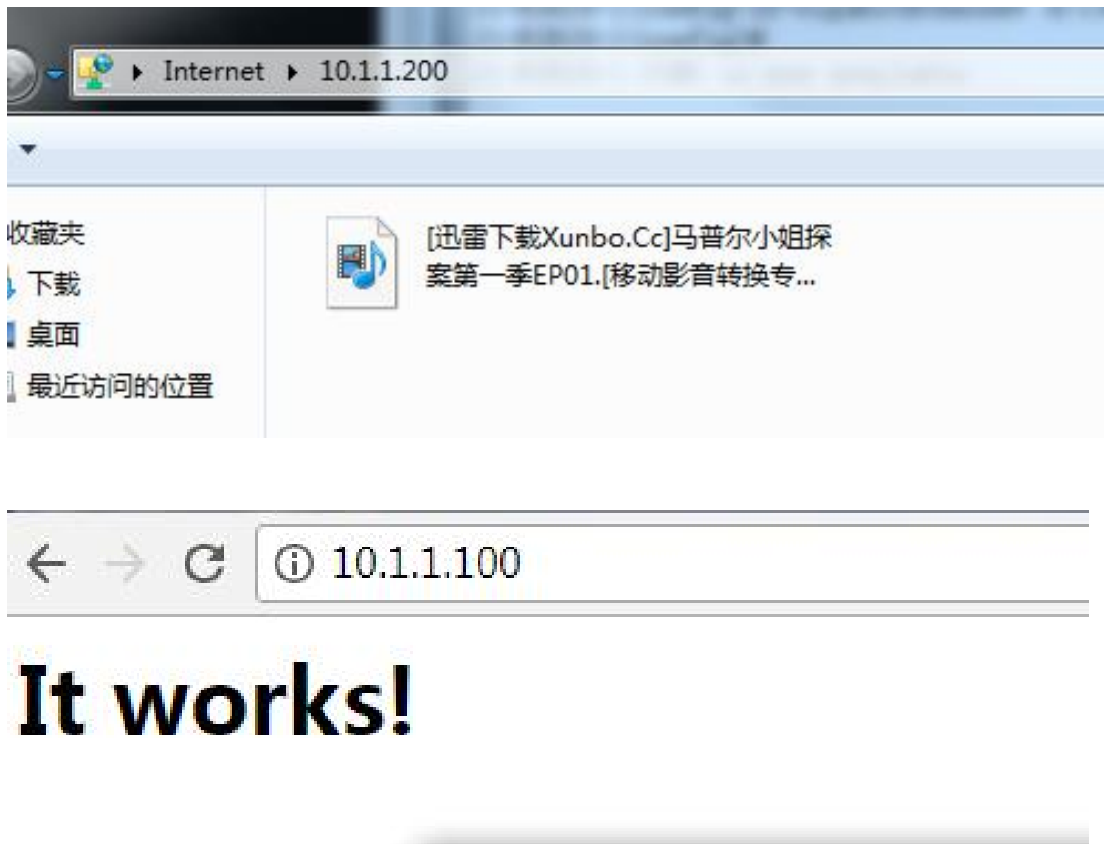 Internet 10.1.1.200
收藏夹
下载
桌面
最近访问的位置
[迅雷下载Xunbo.Cc]马普尔小姐探
案第一季EP01.[移动影音转换专...
10.1.1.100
It works!